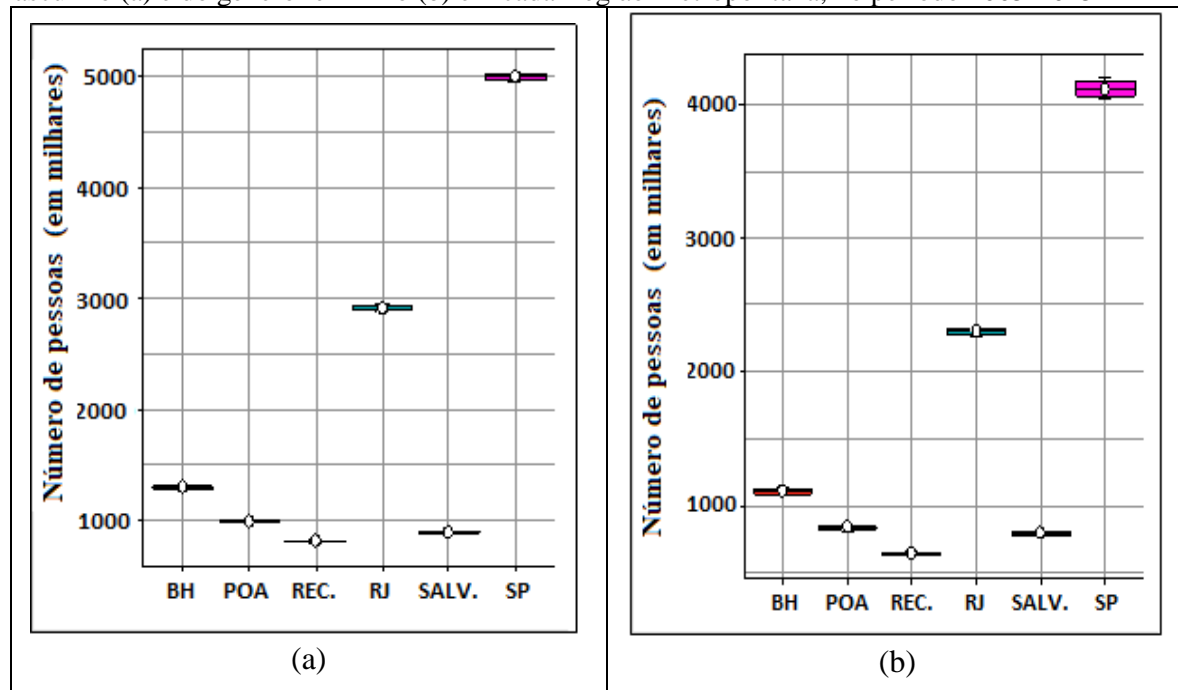 Número de pessoas (em milhares)
5000
4000
3000
2000
1000
BH POA REC. RJ SALV. SP
(a)
Número de pessoas (em milhares)
4000
3000
2000
1000
BH POA REC. RJ SALV. SP
(b)